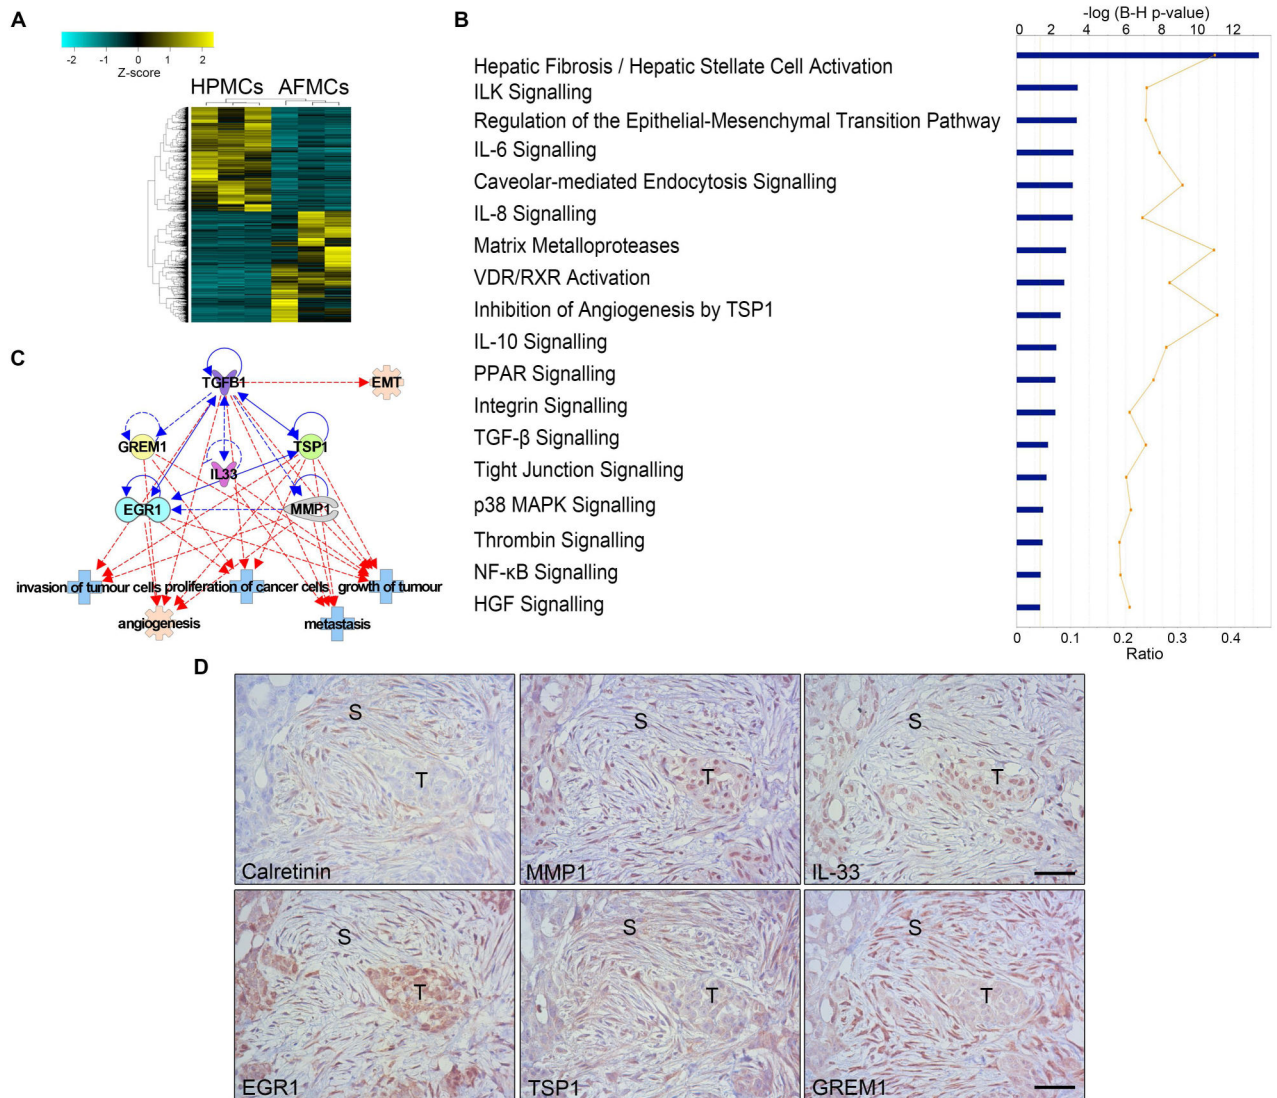 A
-2 -1 0 1 2
Z-score
HPMCs AFMCs
B
-log (B-H p-value)
0 2 4 6 8 10 12
Hepatic Fibrosis / Hepatic Stellate Cell Activation
ILK Signalling
Regulation of the Epithelial-Mesenchymal Transition Pathway
IL-6 Signalling
Caveolar-mediated Endocytosis Signalling
IL-8 Signalling
Matrix Metalloproteases
VDR/RXR Activation
Inhibition of Angiogenesis by TSP1
IL-10 Signalling
PPAR Signalling
Integrin Signalling
TGF-β Signalling
Tight Junction Signalling
p38 MAPK Signalling
Thrombin Signalling
NF-κB Signalling
HGF Signalling
0 0.1 0.2 0.3 0.4
Ratio
C
TGFB1
EMT
GREM1
TSP1
IL33
EGR1
MMP1
invasion of tumour cells
proliferation of cancer cells
growth of tumour
angiogenesis
metastasis
D
S
T
Calretinin
S
T
MMP1
S
T
IL-33
S
T
EGR1
S
T
TSP1
S
T
GREM1